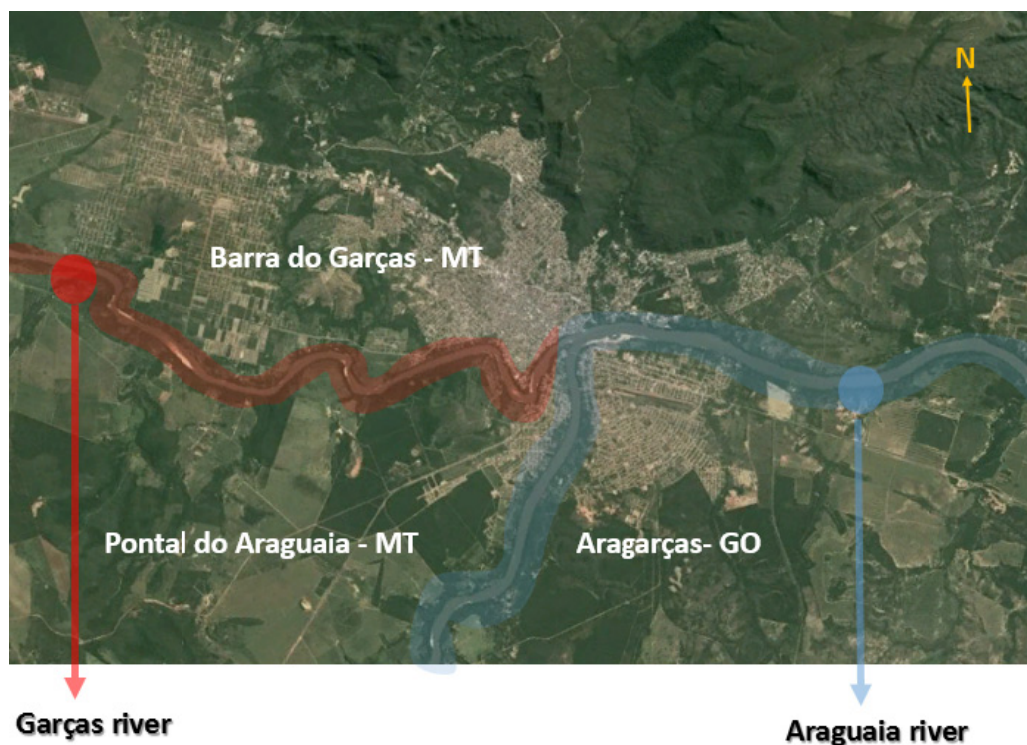 N
Barra do Garças - MT
Pontal do Araguaia - MT
Aragarças- GO
Garças river
Araguaia river